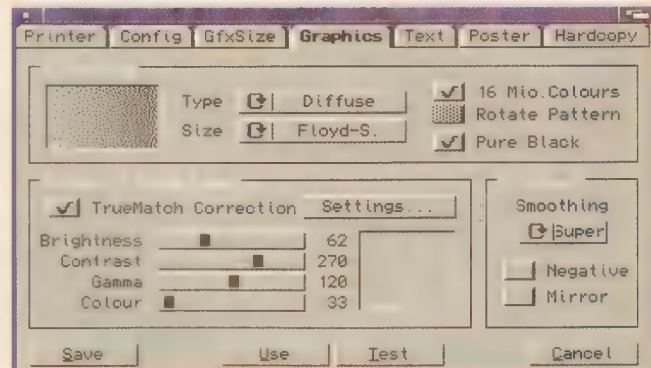 Printer Config GfxSize Graphics Text Poster Hardcopy
Type Diffuse
Size Floyd-S.
16 Mio.Colours
Rotate Pattern
Pure Black
TrueMatch Correction Settings...
Brightness 62
Contrast 270
Gamma 120
Colour 33
Smoothing
Super
Negative
Mirror
Save Use Test Cancel